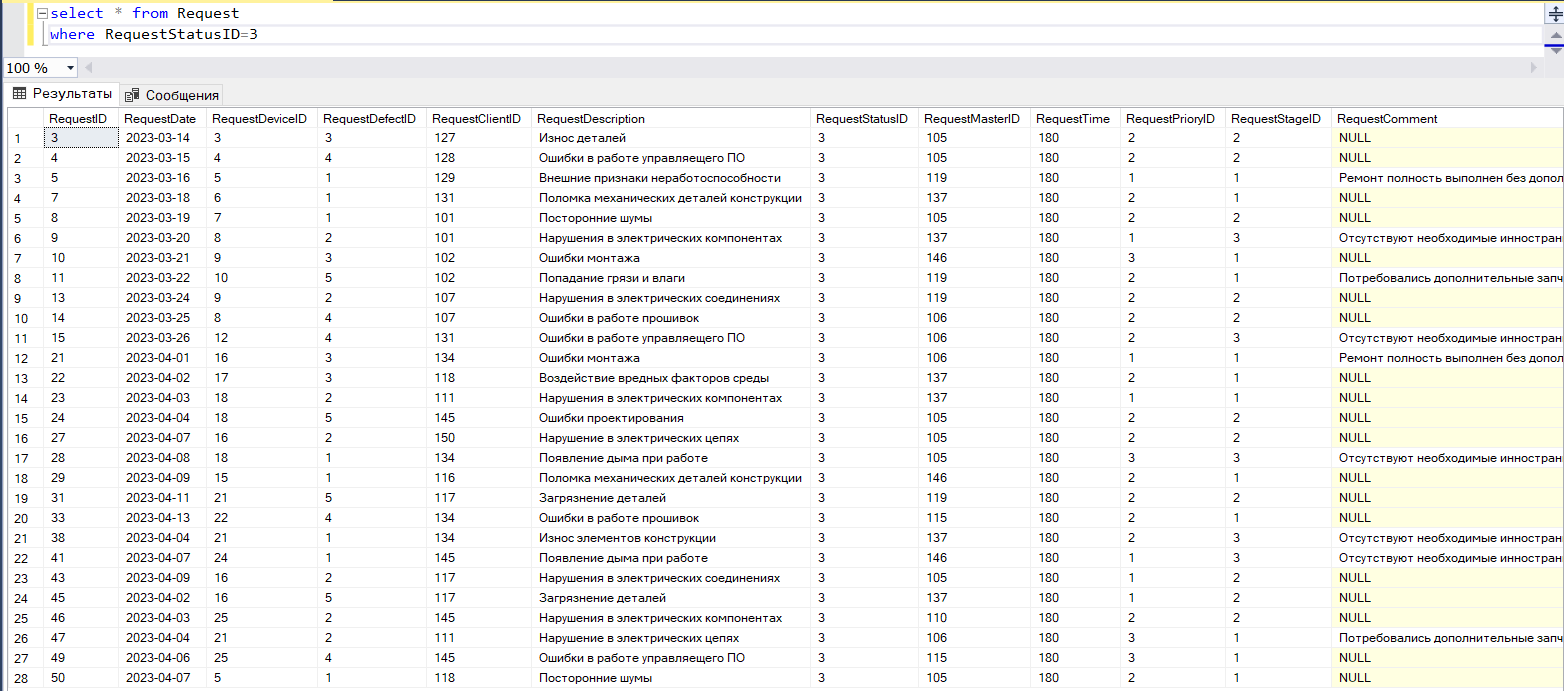 select * from Request
where RequestStatusID=3
100 %
Результаты Сообщения
RequestID RequestDate RequestDeviceID RequestDefectID RequestClientID RequestDescription RequestStatusID RequestMasterID RequestTime RequestPrioryID RequestStageID RequestComment
1 3 2023-03-14 3 3 127 Износ деталей 3 105 180 2 2 NULL
2 4 2023-03-15 4 4 128 Ошибки в работе управляещего ПО 3 105 180 2 2 NULL
3 5 2023-03-16 5 1 129 Внешние признаки неработоспособности 3 119 180 1 1 Ремонт полность выполнен без допол
4 7 2023-03-18 6 1 131 Поломка механических деталей конструкции 3 137 180 2 1 NULL
5 8 2023-03-19 7 1 101 Посторонние шумы 3 105 180 2 2 NULL
6 9 2023-03-20 8 2 101 Нарушения в электрических компонентах 3 137 180 1 3 Отсутствуют необходимые инностран
7 10 2023-03-21 9 3 102 Ошибки монтажа 3 146 180 3 1 NULL
8 11 2023-03-22 10 5 102 Попадание грязи и влаги 3 119 180 2 1 Потребовались дополнительные запч
9 13 2023-03-24 9 2 107 Нарушения в электрических соединениях 3 119 180 2 2 NULL
10 14 2023-03-25 8 4 107 Ошибки в работе прошивок 3 106 180 2 2 NULL
11 15 2023-03-26 12 4 131 Ошибки в работе управляещего ПО 3 106 180 2 3 Отсутствуют необходимые инностран
12 21 2023-04-01 16 3 134 Ошибки монтажа 3 106 180 1 1 Ремонт полность выполнен без допол
13 22 2023-04-02 17 3 118 Воздействие вредных факторов среды 3 137 180 2 1 NULL
14 23 2023-04-03 18 2 111 Нарушения в электрических компонентах 3 137 180 1 1 NULL
15 24 2023-04-04 18 5 145 Ошибки проектирования 3 105 180 2 2 NULL
16 27 2023-04-07 16 2 150 Нарушение в электрических цепях 3 105 180 2 2 NULL
17 28 2023-04-08 18 1 134 Появление дыма при работе 3 105 180 3 3 Отсутствуют необходимые инностран
18 29 2023-04-09 15 1 116 Поломка механических деталей конструкции 3 146 180 2 1 NULL
19 31 2023-04-11 21 5 117 Загрязнение деталей 3 119 180 2 2 NULL
20 33 2023-04-13 22 4 134 Ошибки в работе прошивок 3 115 180 2 1 NULL
21 38 2023-04-04 21 1 134 Износ элементов конструкции 3 137 180 2 3 Отсутствуют необходимые инностран
22 41 2023-04-07 24 1 145 Появление дыма при работе 3 146 180 1 3 Отсутствуют необходимые инностран
23 43 2023-04-09 16 2 117 Нарушения в электрических соединениях 3 105 180 1 2 NULL
24 45 2023-04-02 16 5 117 Загрязнение деталей 3 137 180 1 2 NULL
25 46 2023-04-03 25 2 145 Нарушения в электрических компонентах 3 110 180 2 2 NULL
26 47 2023-04-04 21 2 111 Нарушение в электрических цепях 3 106 180 3 1 Потребовались дополнительные запч
27 49 2023-04-06 25 4 145 Ошибки в работе управляещего ПО 3 115 180 3 1 NULL
28 50 2023-04-07 5 1 118 Посторонние шумы 3 105 180 2 1 NULL